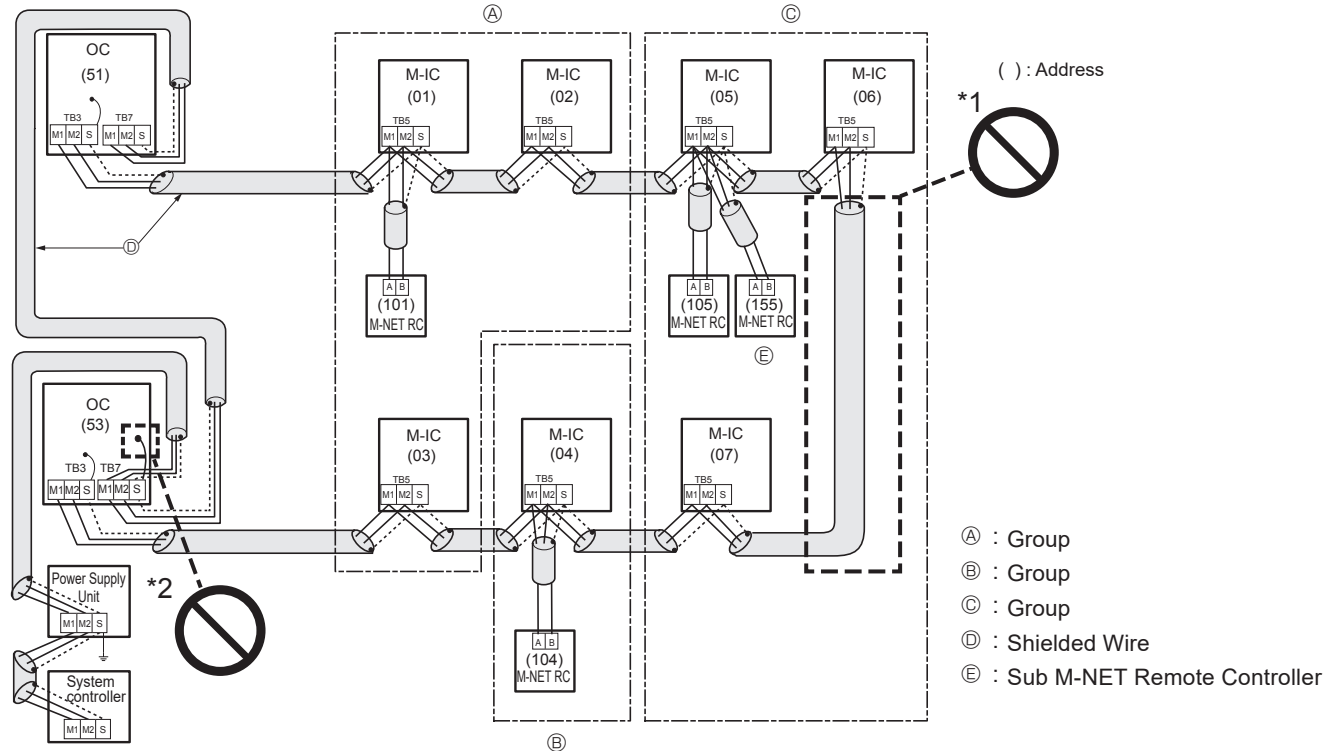 Ⓐ
Ⓒ
OC
(51)
TB3
TB7
M1 M2 S
M1 M2 S
M-IC
(01)
TB5
M1 M2 S
M-IC
(02)
TB5
M1 M2 S
M-IC
(05)
TB5
M1 M2 S
M-IC
(06)
TB5
M1 M2 S
( ) : Address
*1
Ⓓ
A B
(101)
M-NET RC
A B
(105)
M-NET RC
A B
(155)
M-NET RC
Ⓔ
OC
(53)
TB3
TB7
M1 M2 S
M1 M2 S
M-IC
(03)
M-IC
(04)
TB5
M1 M2 S
M-IC
(07)
TB5
M1 M2 S
TB5
M1 M2 S
*2
Power Supply
Unit
M1 M2 S
System
controller
M1 M2 S
A B
(104)
M-NET RC
Ⓑ
Ⓐ : Group
Ⓑ : Group
Ⓒ : Group
Ⓓ : Shielded Wire
Ⓔ : Sub M-NET Remote Controller